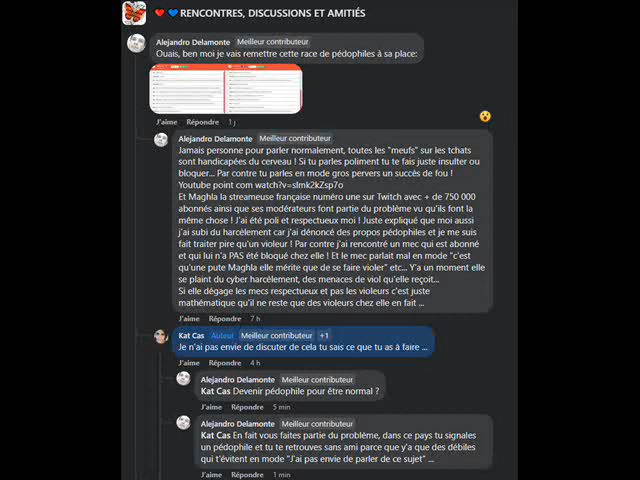 RENCONTRES, DISCUSSIONS ET AMITIÉS
Alejandro Delamonte Meilleur contributeur
Ouais, ben moi je vais remettre cette race de pédophiles à sa place:
J'aime Répondre 1 j
Alejandro Delamonte Meilleur contributeur
Jamais personne pour parler normalement, toutes les "meufs" sur les tchats
sont handicapées du cerveau ! Si tu parles poliment tu te fais juste insulter ou
bloquer... Par contre tu parles en mode gros pervers un succès de fou !
Youtube point com watch?v=slmk2kZsp7o
Et Maghla la streameuse française numéro une sur Twitch avec + de 750 000
abonnés ainsi que ses modérateurs font partie du problème vu qu'ils font la
même chose ! J'ai été poli et respectueux moi ! Juste expliqué que moi aussi
j'ai subi du harcèlement car j'ai dénoncé des propos pédophiles et je me suis
fait traiter pire qu'un violeur ! Par contre j'ai rencontré un mec qui est abonné
et qui lui n'a PAS été bloqué chez elle ! Et le mec parlait mal en mode "c'est
qu'une pute Maghla elle mérite que de se faire violer" etc... Y'a un moment elle
se plaint du cyber harcèlement, des menaces de viol qu'elle reçoit...
Si elle dégage les mecs respectueux et pas les violeurs c'est juste
mathématique qu'il ne reste que des violeurs chez elle en fait ...
J'aime Répondre 7 h
Kat Cas Auteur Meilleur contributeur +1
Je n'ai pas envie de discuter de cela tu sais ce que tu as à faire ...
J'aime Répondre 4 h
Alejandro Delamonte Meilleur contributeur
Kat Cas Devenir pédophile pour être normal ?
J'aime Répondre 5 min
Alejandro Delamonte Meilleur contributeur
Kat Cas En fait vous faites partie du problème, dans ce pays tu signales
un pédophile et tu te retrouves sans ami parce que y'a que des débiles
qui t'évitent en mode "J'ai pas envie de parler de ce sujet" ...
J'aime Répondre 1 min